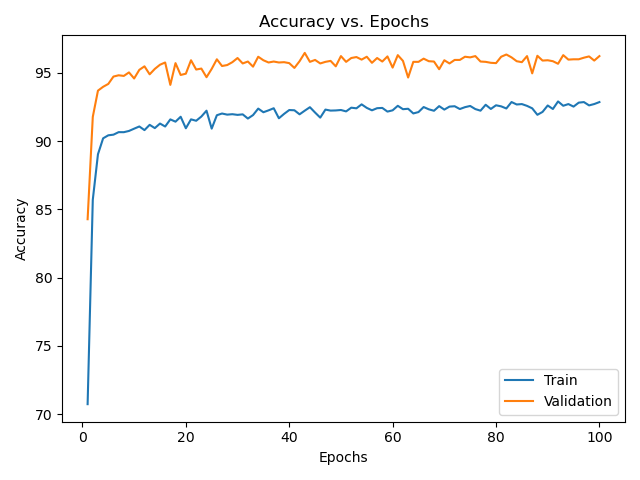 Accuracy vs. Epochs
Accuracy
95
90
85
80
75
70
0 20 40 60 80 100
Epochs
Train
Validation